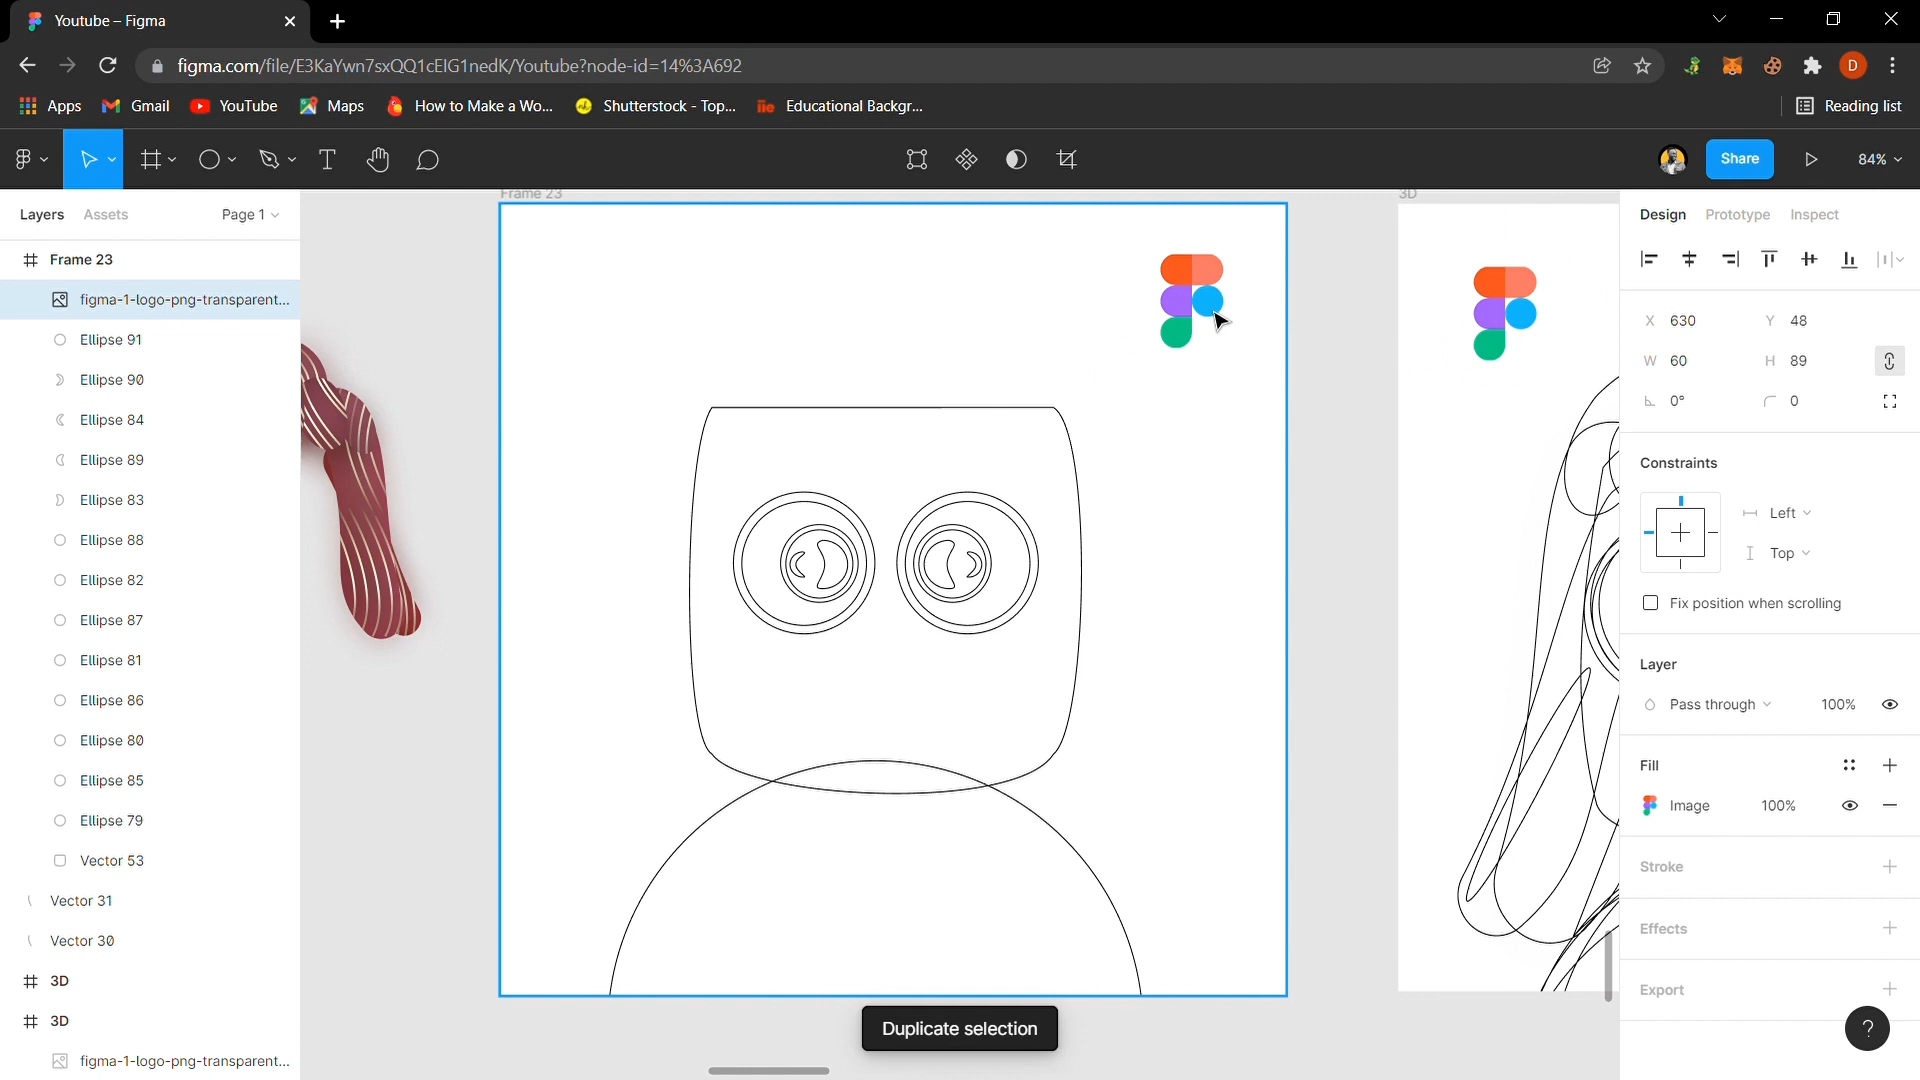 Youtube – Figma
figma.com/file/E3KaYwn7sxQQ1cEIG1nedK/Youtube?node-id=14%3A692
D
Apps
Gmail
YouTube
Maps
How to Make a Wo...
Shutterstock - Top...
Educational Backgr...
Reading list
Share
84%
Layers
Assets
Page 1
Frame 23
figma-1-logo-png-transparent...
Ellipse 91
Ellipse 90
Ellipse 84
Ellipse 89
Ellipse 83
Ellipse 88
Ellipse 82
Ellipse 87
Ellipse 81
Ellipse 86
Ellipse 80
Ellipse 85
Ellipse 79
Vector 53
Vector 31
Vector 30
3D
3D
figma-1-logo-png-transparent...
Frame 23
3D
Duplicate selection
Design
Prototype
Inspect
X 630
Y 48
W 60
H 89
0°
0
Constraints
Left
Top
Fix position when scrolling
Layer
Pass through
100%
Fill
Image
100%
Stroke
Effects
Export
?